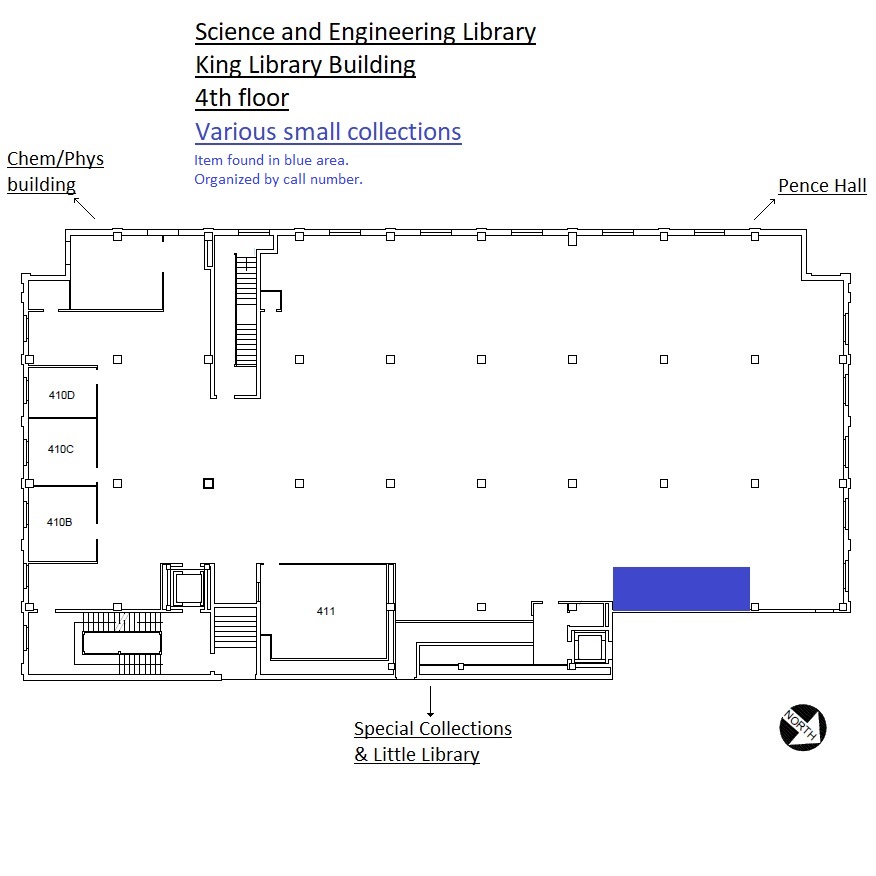 Science and Engineering Library
King Library Building
4th floor
Various small collections
Item found in blue area.
Organized by call number.
Chem/Phys
building
Pence Hall
410D
410C
410B
411
Special Collections
& Little Library
NORTH